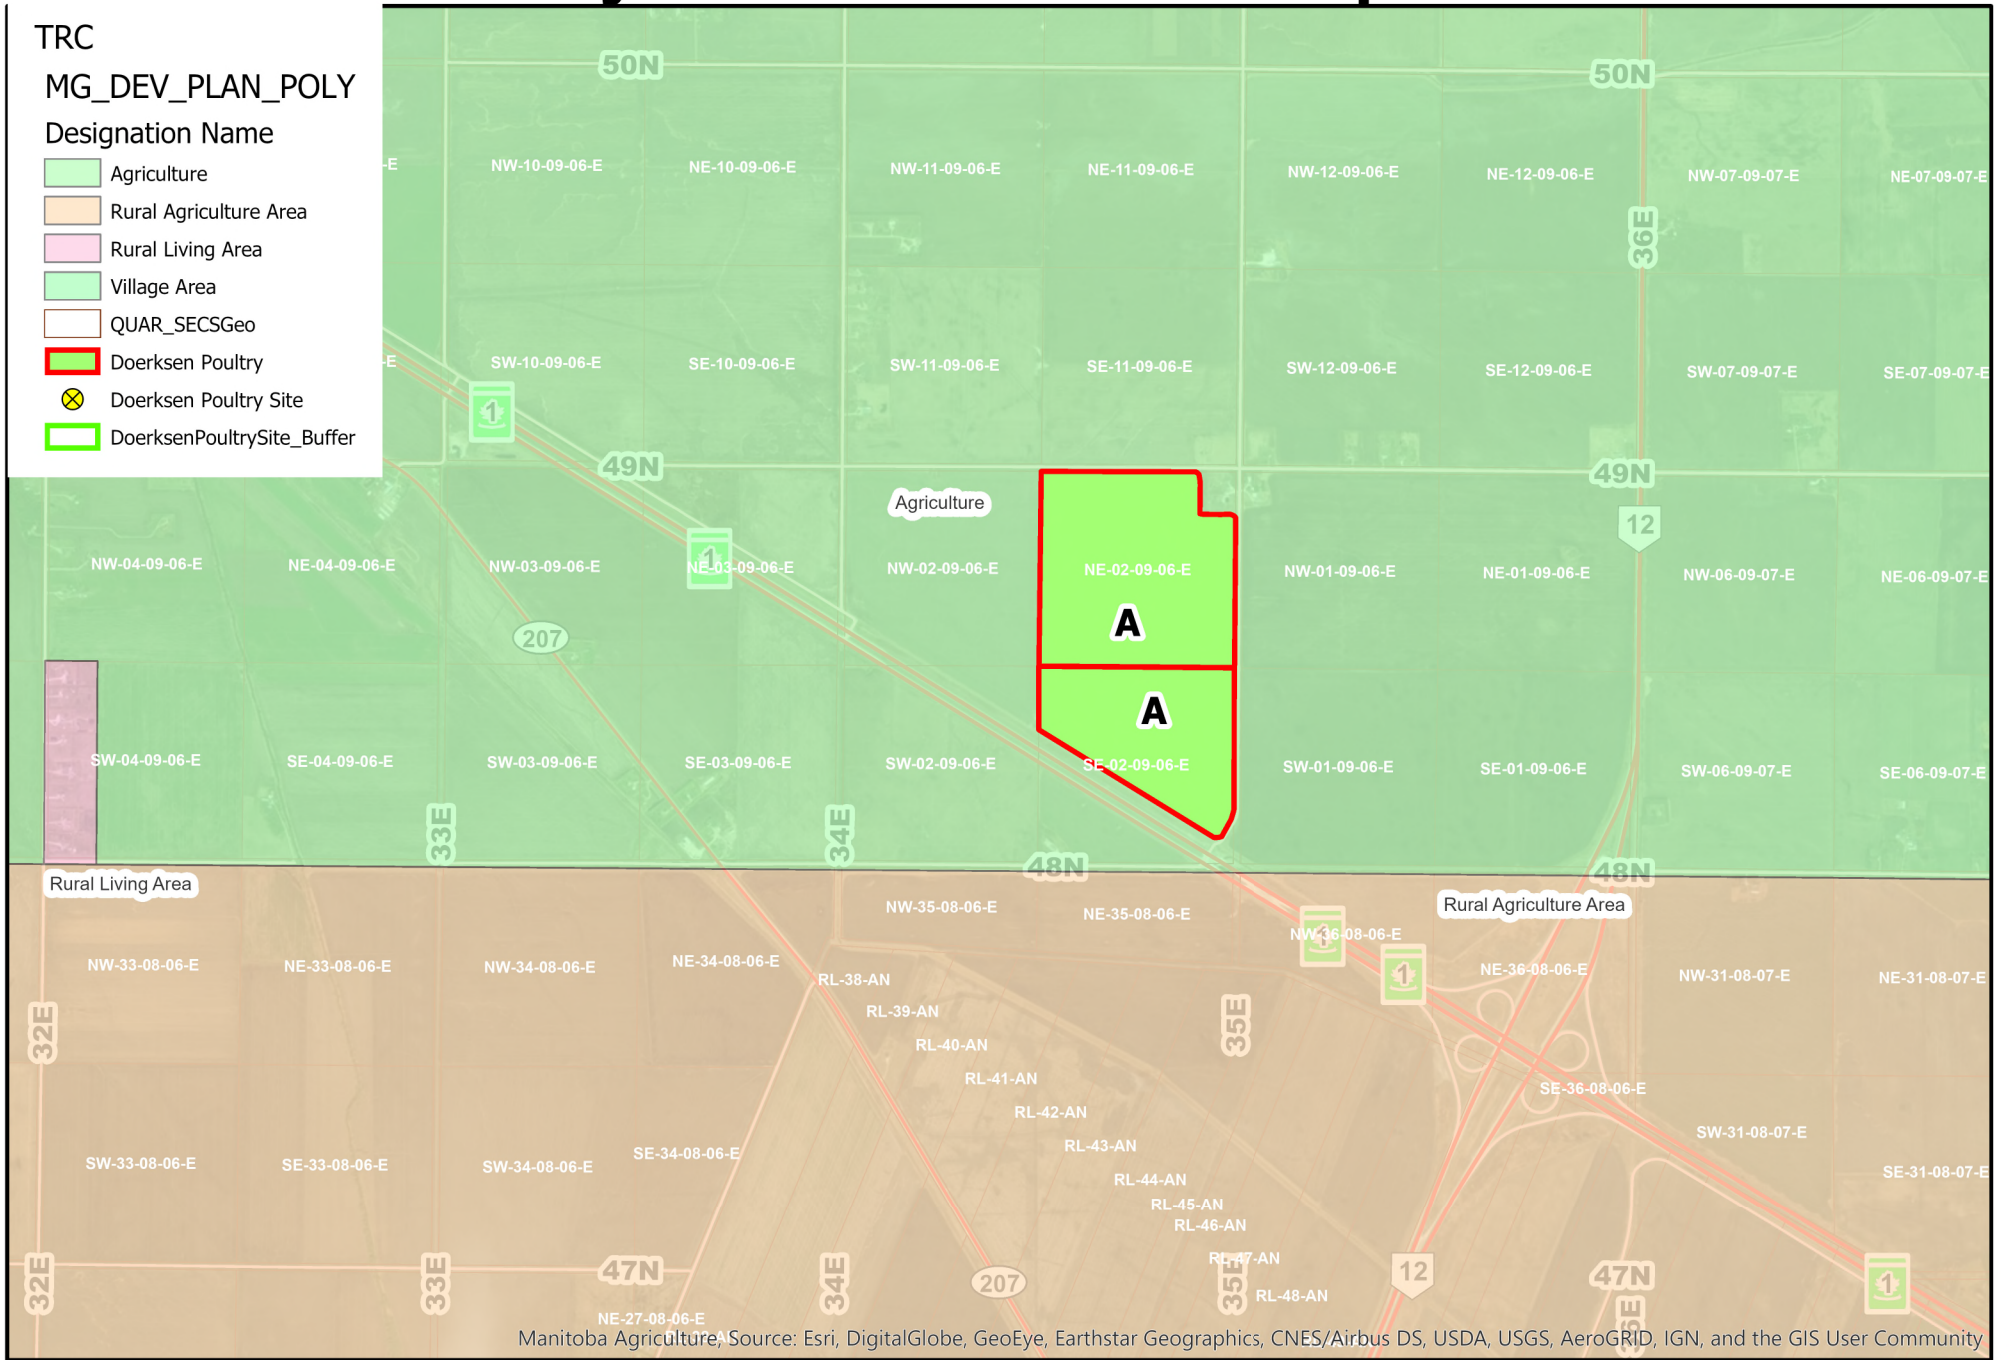 TRC
MG_DEV_PLAN_POLY
Designation Name
Agriculture
Rural Agriculture Area
Rural Living Area
Village Area
QUAR_SECSGeo
Doerksen Poultry
Doerksen Poultry Site
DoerksenPoultrySite_Buffer
50N
50N
-E
NW-10-09-06-E
NE-10-09-06-E
NW-11-09-06-E
NE-11-09-06-E
NW-12-09-06-E
NE-12-09-06-E
NW-07-09-07-E
NE-07-09-07-E
36E
-E
SW-10-09-06-E
SE-10-09-06-E
SW-11-09-06-E
SE-11-09-06-E
SW-12-09-06-E
SE-12-09-06-E
SW-07-09-07-E
SE-07-09-07-E
1
49N
49N
Agriculture
12
1
NW-04-09-06-E
NE-04-09-06-E
NW-03-09-06-E
NE-03-09-06-E
NW-02-09-06-E
NE-02-09-06-E
NW-01-09-06-E
NE-01-09-06-E
NW-06-09-07-E
NE-06-09-07-E
A
207
A
SW-04-09-06-E
SE-04-09-06-E
SW-03-09-06-E
SE-03-09-06-E
SW-02-09-06-E
SE-02-09-06-E
SW-01-09-06-E
SE-01-09-06-E
SW-06-09-07-E
SE-06-09-07-E
33E
34E
48N
48N
Rural Living Area
Rural Agriculture Area
NW-35-08-06-E
NE-35-08-06-E
1
NW-36-08-06-E
1
NW-33-08-06-E
NE-33-08-06-E
NW-34-08-06-E
NE-34-08-06-E
NE-36-08-06-E
NW-31-08-07-E
NE-31-08-07-E
RL-38-AN
RL-39-AN
32E
35E
RL-40-AN
RL-41-AN
SE-36-08-06-E
RL-42-AN
SW-31-08-07-E
RL-43-AN
SW-33-08-06-E
SE-33-08-06-E
SW-34-08-06-E
SE-34-08-06-E
RL-44-AN
SE-31-08-07-E
RL-45-AN
RL-46-AN
RL-47-AN
32E
33E
47N
34E
207
35E
12
47N
1
RL-48-AN
NE-27-08-06-E
36E
Manitoba Agriculture, Source: Esri, DigitalGlobe, GeoEye, Earthstar Geographics, CNES/Airbus DS, USDA, USGS, AeroGRID, IGN, and the GIS User Community